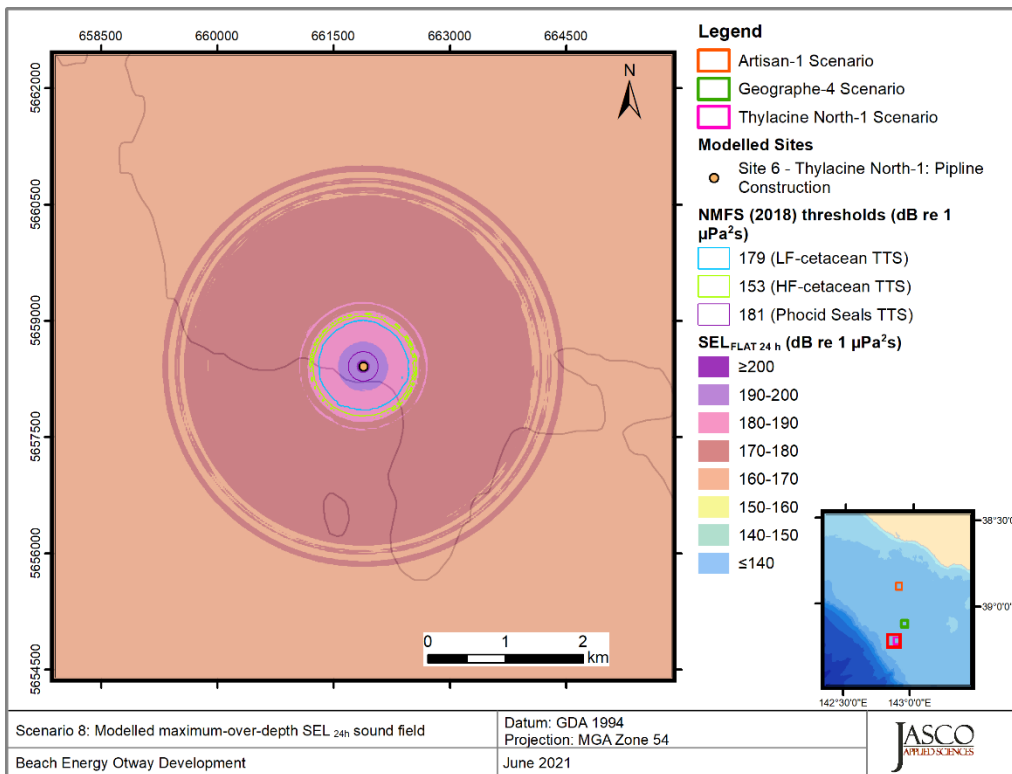 658500 660000 661500 663000 664500
5662000
5660500
5659000
5657500
5656000
5654500
N
0 1 2
km
Legend
Artisan-1 Scenario
Geographe-4 Scenario
Thylacine North-1 Scenario
Modelled Sites
Site 6 - Thylacine North-1: Pipline
Construction
NMFS (2018) thresholds (dB re 1
µPa²s)
179 (LF-cetacean TTS)
153 (HF-cetacean TTS)
181 (Phocid Seals TTS)
SEL FLAT 24 h (dB re 1 µPa²s)
≥200
190-200
180-190
170-180
160-170
150-160
140-150
≤140
38°30'
39°0'0"
142°30'0"E
143°0'0"E
Scenario 8: Modelled maximum-over-depth SEL 24h sound field
Beach Energy Otway Development
Datum: GDA 1994
Projection: MGA Zone 54
June 2021
JASCO
APPLIED SCIENCES